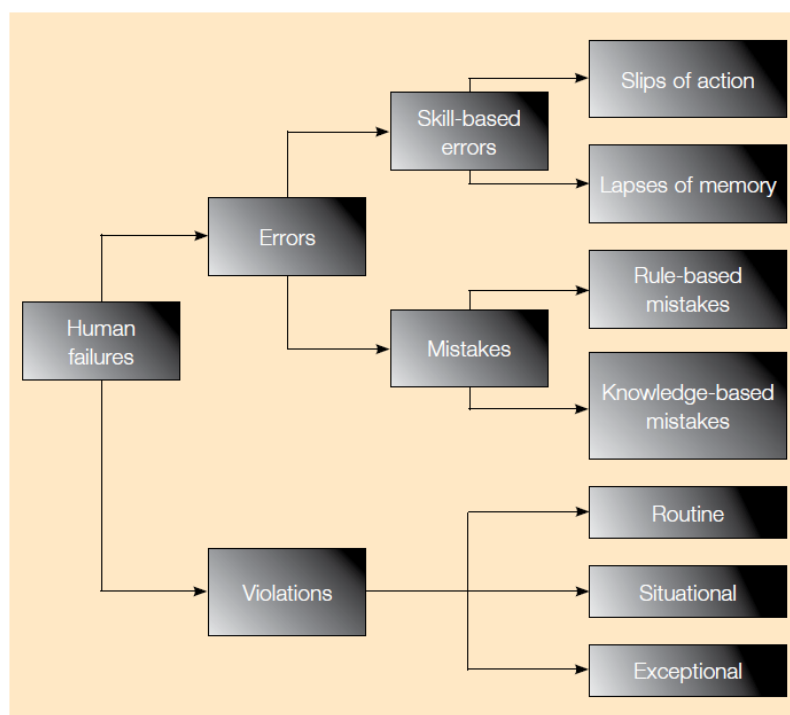 Slips of action
Skill-based
errors
Lapses of memory
Errors
Rule-based
mistakes
Human
failures
Mistakes
Knowledge-based
mistakes
Routine
Violations
Situational
Exceptional